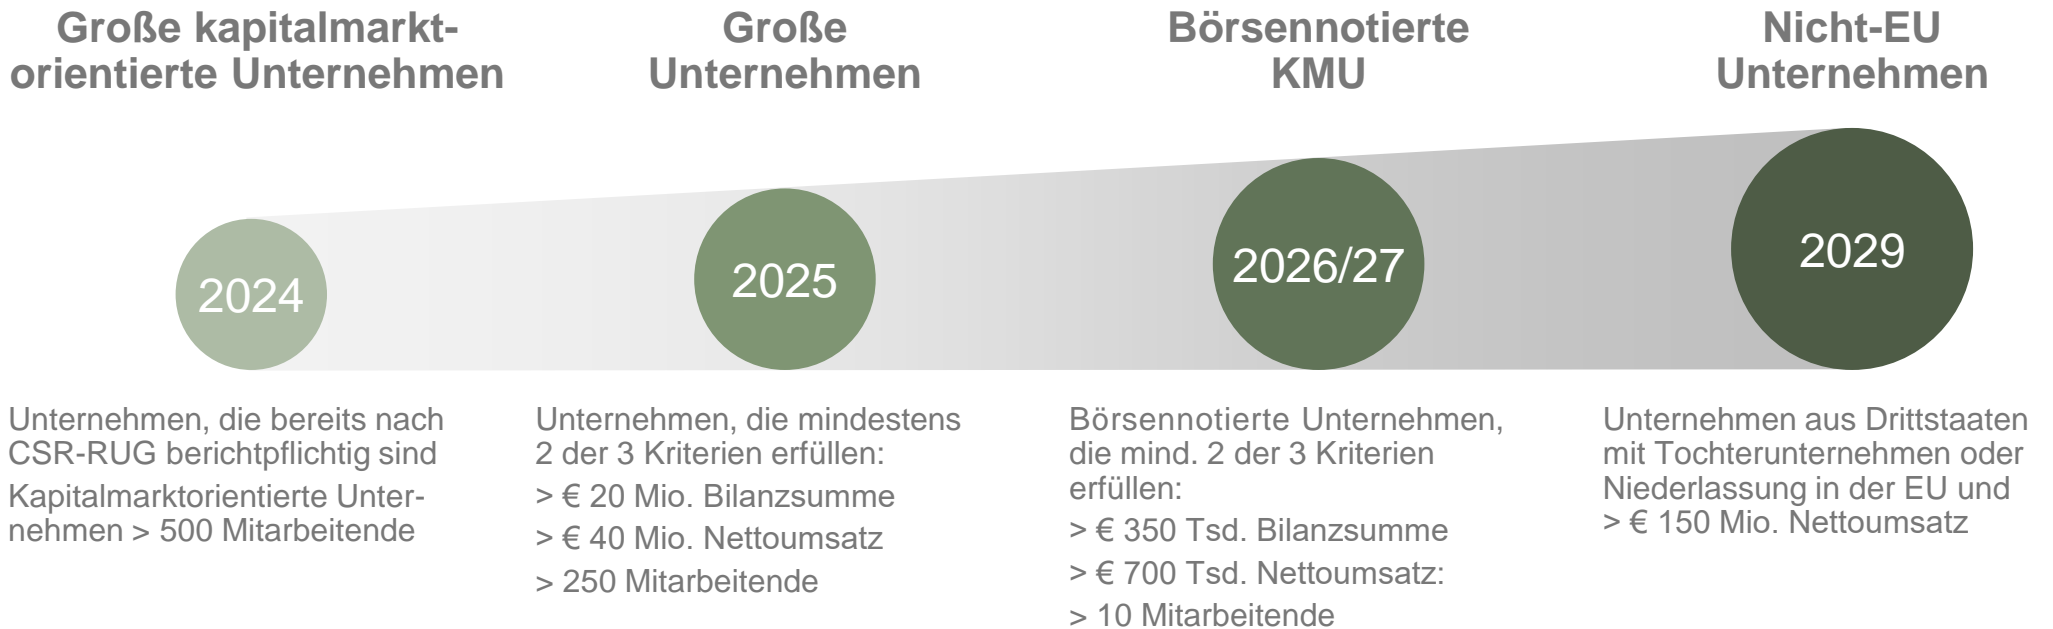 Große kapitalmarkt-
orientierte Unternehmen
Große
Unternehmen
Börsennotierte
KMU
Nicht-EU
Unternehmen
2024
2025
2026/27
2029
Unternehmen, die bereits nach
CSR-RUG berichtpflichtig sind
Kapitalmarktorientierte Unter-
nehmen > 500 Mitarbeitende
Unternehmen, die mindestens
2 der 3 Kriterien erfüllen:
> € 20 Mio. Bilanzsumme
> € 40 Mio. Nettoumsatz
> 250 Mitarbeitende
Börsennotierte Unternehmen,
die mind. 2 der 3 Kriterien
erfüllen:
> € 350 Tsd. Bilanzsumme
> € 700 Tsd. Nettoumsatz:
> 10 Mitarbeitende
Unternehmen aus Drittstaaten
mit Tochterunternehmen oder
Niederlassung in der EU und
> € 150 Mio. Nettoumsatz